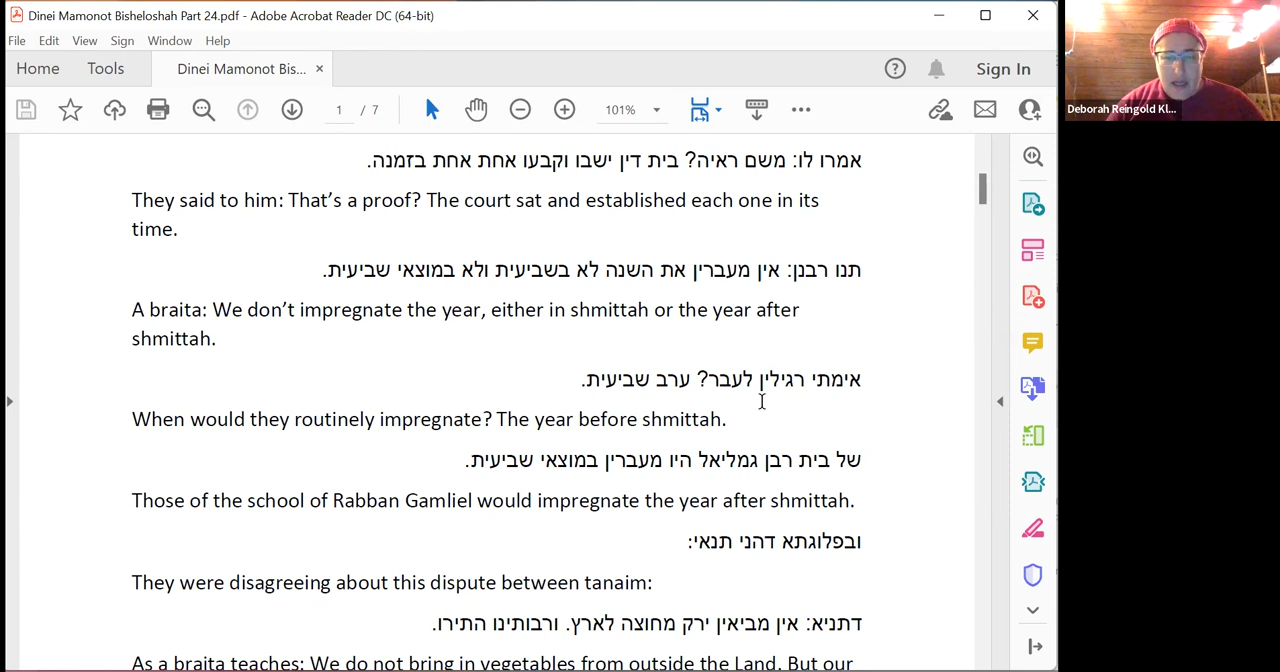 Dinei Mamonot Bisheloshah Part 24.pdf - Adobe Acrobat Reader DC (64-bit)
File Edit View Sign Window Help
Home Tools Dinei Mamonot Bis... × Sign In
1 / 7 101%
Deborah Reingold Kl...
אמרו לו: משם ראיה? בית דין ישבו וקבעו אחת אחת בזמנה.
They said to him: That’s a proof? The court sat and established each one in its
time.
תנו רבנן: אין מעברין את השנה לא בשביעית ולא במוצאי שביעית.
A braita: We don’t impregnate the year, either in shmittah or the year after
shmittah.
אימתי רגילין לעבר? ערב שביעית.
When would they routinely impregnate? The year before shmittah.
של בית רבן גמליאל היו מעברין במוצאי שביעית.
Those of the school of Rabban Gamliel would impregnate the year after shmittah.
ובפלוגתא דהני תנאי:
They were disagreeing about this dispute between tanaim:
דתניא: אין מביאין ירק מחוצה לארץ. ורבותינו התירו.
As a braita teaches: We do not bring in vegetables from outside the Land. But our